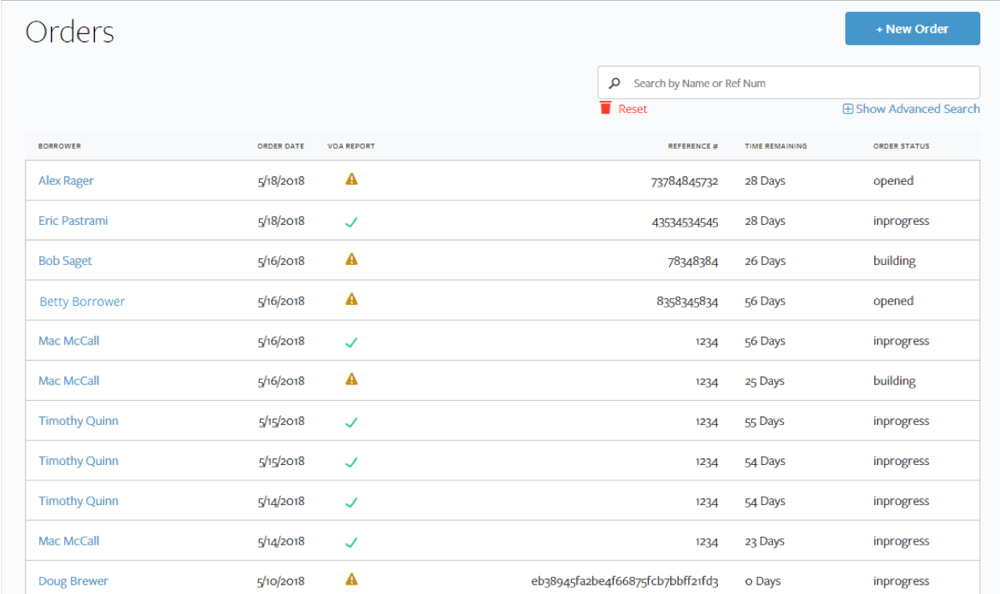 Orders
+ New Order
Search by Name or Ref Num
Reset
Show Advanced Search
BORROWER ORDER DATE VOA REPORT REFERENCE # TIME REMAINING ORDER STATUS
Alex Rager 5/18/2018 73784845732 28 Days opened
Eric Pastrami 5/18/2018 43534534545 28 Days inprogress
Bob Saget 5/16/2018 78348384 26 Days building
Betty Borrower 5/16/2018 8358345834 56 Days opened
Mac McCall 5/16/2018 1234 56 Days inprogress
Mac McCall 5/16/2018 1234 25 Days building
Timothy Quinn 5/15/2018 1234 55 Days inprogress
Timothy Quinn 5/15/2018 1234 54 Days inprogress
Timothy Quinn 5/14/2018 1234 54 Days inprogress
Mac McCall 5/14/2018 1234 23 Days inprogress
Doug Brewer 5/10/2018 eb38945fa2be4f66875fcb7bbff21fd3 0 Days inprogress